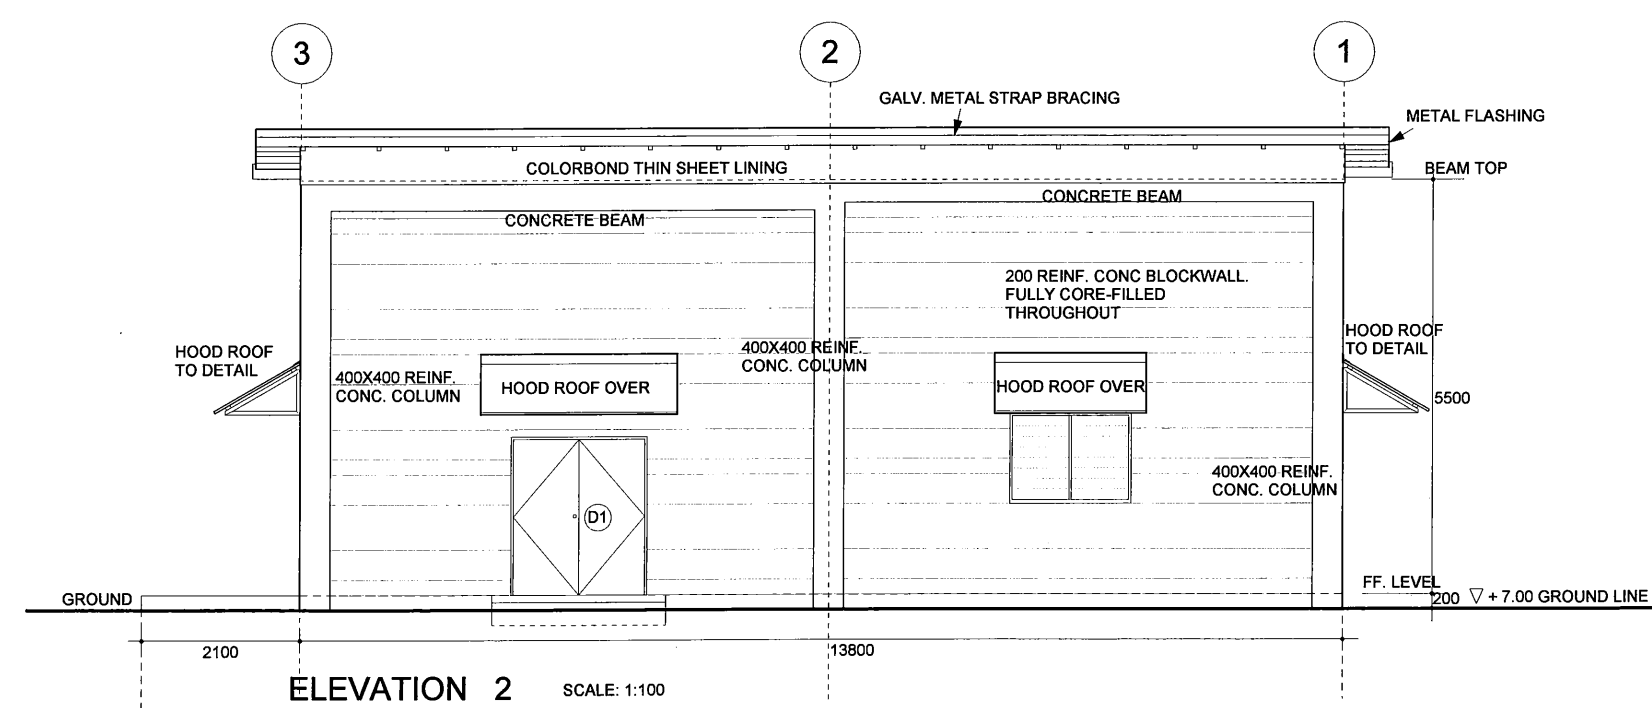 3
2
1
GALV. METAL STRAP BRACING
METAL FLASHING
COLORBOND THIN SHEET LINING
BEAM TOP
CONCRETE BEAM
CONCRETE BEAM
200 REINF. CONC BLOCKWALL.
FULLY CORE-FILLED
THROUGHOUT
HOOD ROOF
TO DETAIL
400X400 REINF.
CONC. COLUMN
HOOD ROOF OVER
400X400 REINF.
CONC. COLUMN
HOOD ROOF OVER
HOOD ROOF
TO DETAIL
5500
400X400 REINF.
CONC. COLUMN
D1
GROUND
FF. LEVEL
200 ▽ + 7.00 GROUND LINE
2100
13800
ELEVATION 2
SCALE: 1:100